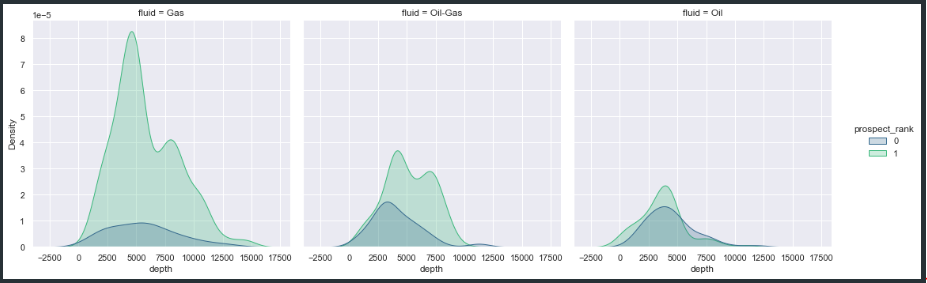 fluid = Gas
fluid = Oil-Gas
fluid = Oil
1e−5
8
7
6
5
4
3
2
1
0
Density
−2500 0 2500 5000 7500 10000 12500 15000 17500
−2500 0 2500 5000 7500 10000 12500 15000 17500
−2500 0 2500 5000 7500 10000 12500 15000 17500
depth
depth
depth
prospect_rank
0
1